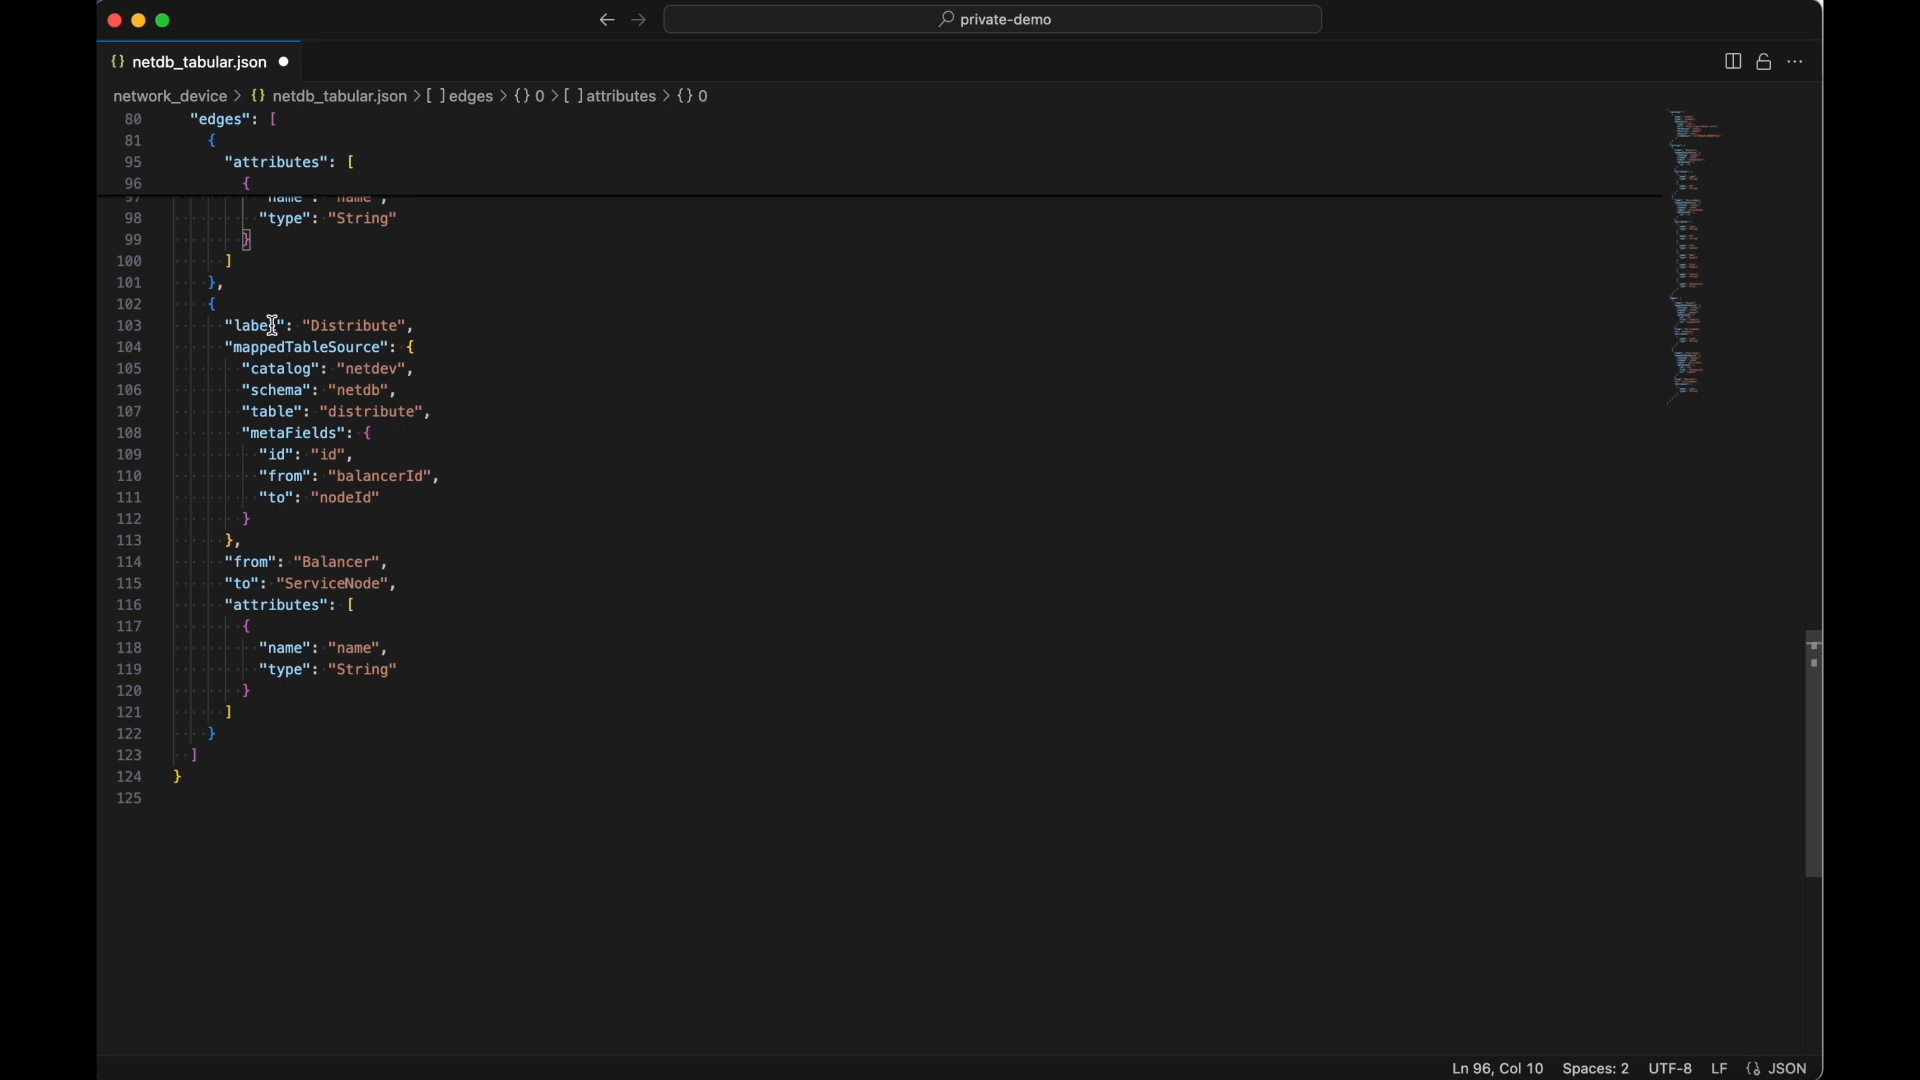 private-demo
{} netdb_tabular.json
network_device > {} netdb_tabular.json > [ ] edges > {} 0 > [ ] attributes > {} 0
80 "edges": [
81 {
95 "attributes": [
96 {
97 "name": "name",
98 "type": "String"
99 }
100 ]
101 },
102 {
103 "label": "Distribute",
104 "mappedTableSource": {
105 "catalog": "netdev",
106 "schema": "netdb",
107 "table": "distribute",
108 "metaFields": {
109 "id": "id",
110 "from": "balancerId",
111 "to": "nodeId"
112 }
113 },
114 "from": "Balancer",
115 "to": "ServiceNode",
116 "attributes": [
117 {
118 "name": "name",
119 "type": "String"
120 }
121 ]
122 }
123 ]
124 }
125
Ln 96, Col 10 Spaces: 2 UTF-8 LF {} JSON